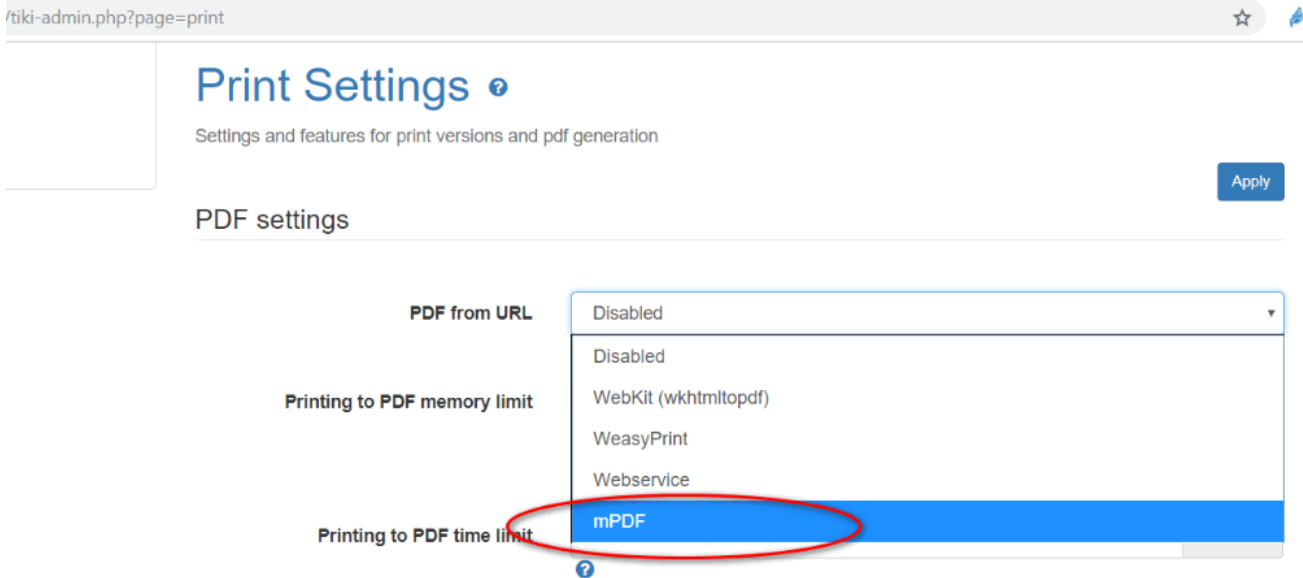 /tiki-admin.php?page=print
Print Settings
Settings and features for print versions and pdf generation
Apply
PDF settings
PDF from URL
Disabled
Disabled
Printing to PDF memory limit
WebKit (wkhtmltopdf)
WeasyPrint
Webservice
mPDF
Printing to PDF time limit